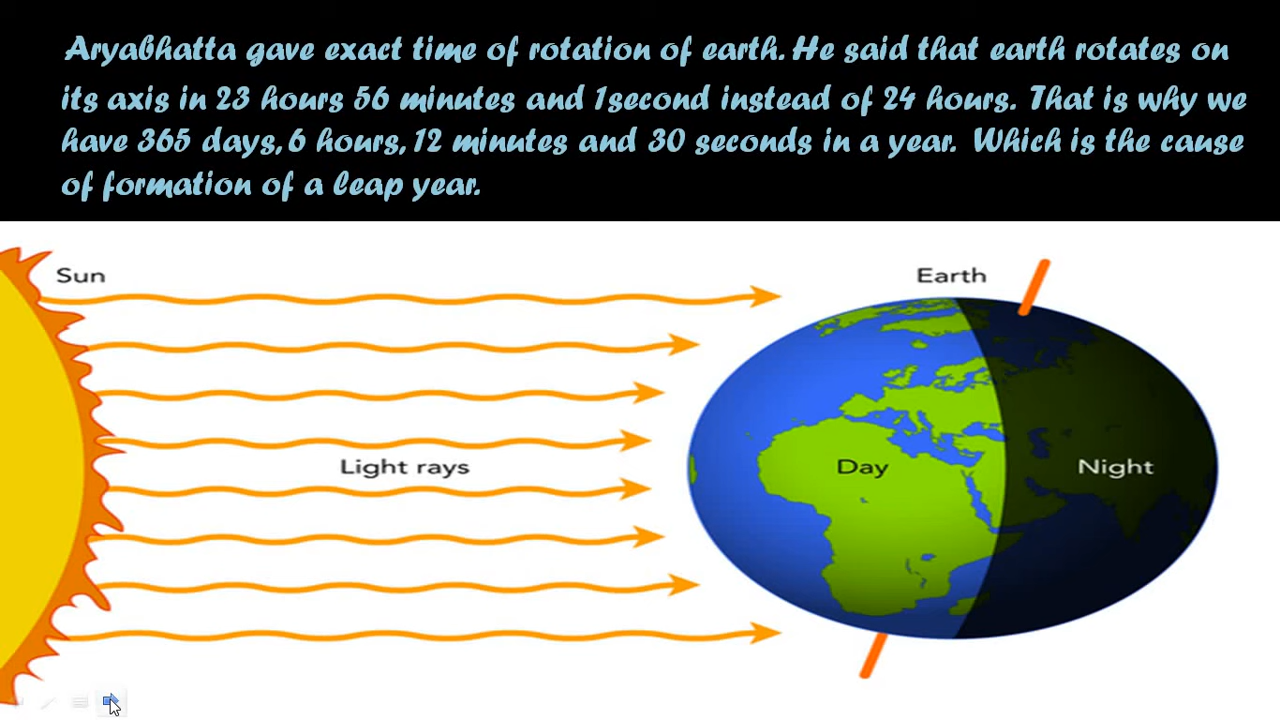 Aryabhatta gave exact time of rotation of earth. He said that earth rotates on
its axis in 23 hours 56 minutes and 1second instead of 24 hours. That is why we
have 365 days, 6 hours, 12 minutes and 30 seconds in a year. Which is the cause
of formation of a leap year.
Sun
Earth
Light rays
Day
Night